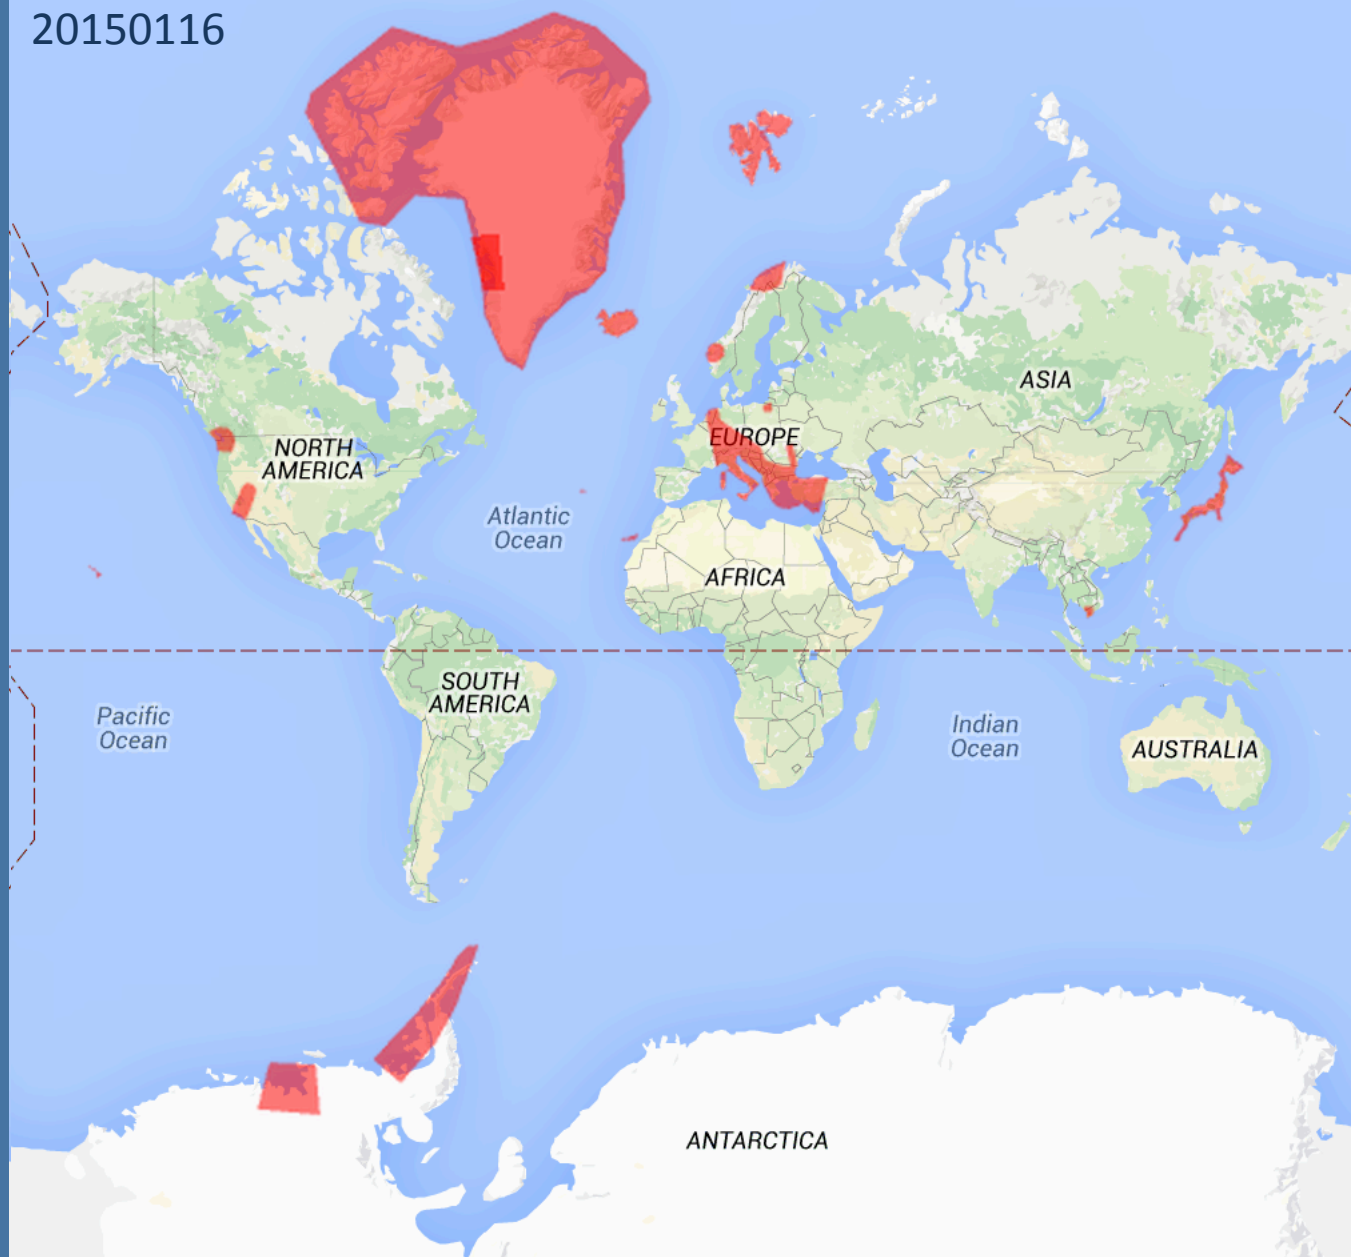 20150116
ASIA
EUROPE
NORTH
AMERICA
Atlantic
Ocean
AFRICA
SOUTH
AMERICA
Pacific
Ocean
Indian
Ocean
AUSTRALIA
ANTARCTICA